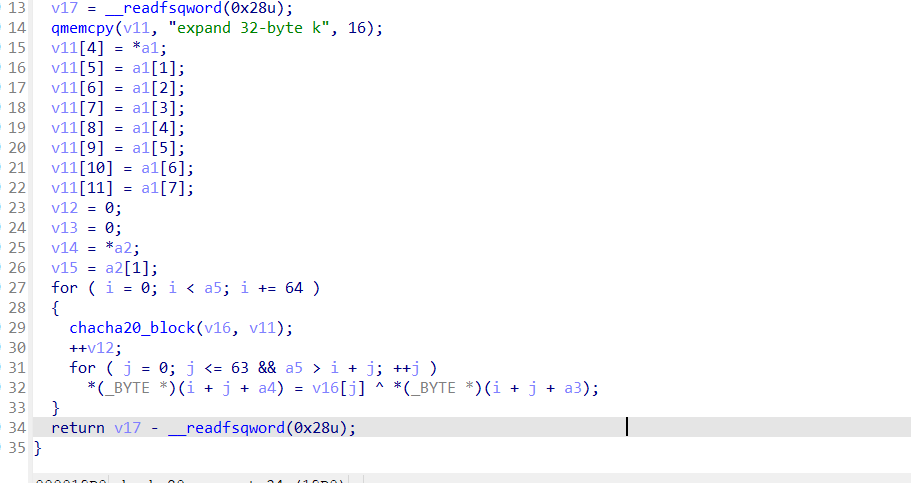 13 v17 = __readfsqword(0x28u);
14 qmemcpy(v11, "expand 32-byte k", 16);
15 v11[4] = *a1;
16 v11[5] = a1[1];
17 v11[6] = a1[2];
18 v11[7] = a1[3];
19 v11[8] = a1[4];
20 v11[9] = a1[5];
21 v11[10] = a1[6];
22 v11[11] = a1[7];
23 v12 = 0;
24 v13 = 0;
25 v14 = *a2;
26 v15 = a2[1];
27 for ( i = 0; i < a5; i += 64 )
28 {
29 chacha20_block(v16, v11);
30 ++v12;
31 for ( j = 0; j <= 63 && a5 > i + j; ++j )
32 *(_BYTE *)(i + j + a4) = v16[j] ^ *(_BYTE *)(i + j + a3);
33 }
34 return v17 - __readfsqword(0x28u);
35 }